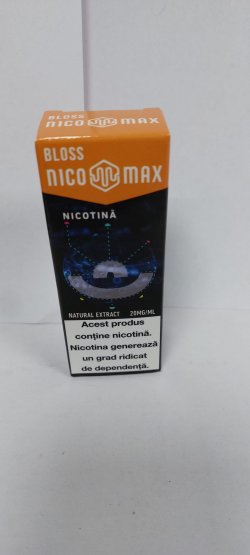 BLOSS
NICO MAX
BLOSS
NICO MAX
NICOTINĂ
NATURAL EXTRACT 20MG/ML
Acest produs
conține nicotină.
Nicotina generează
un grad ridicat
de dependență.